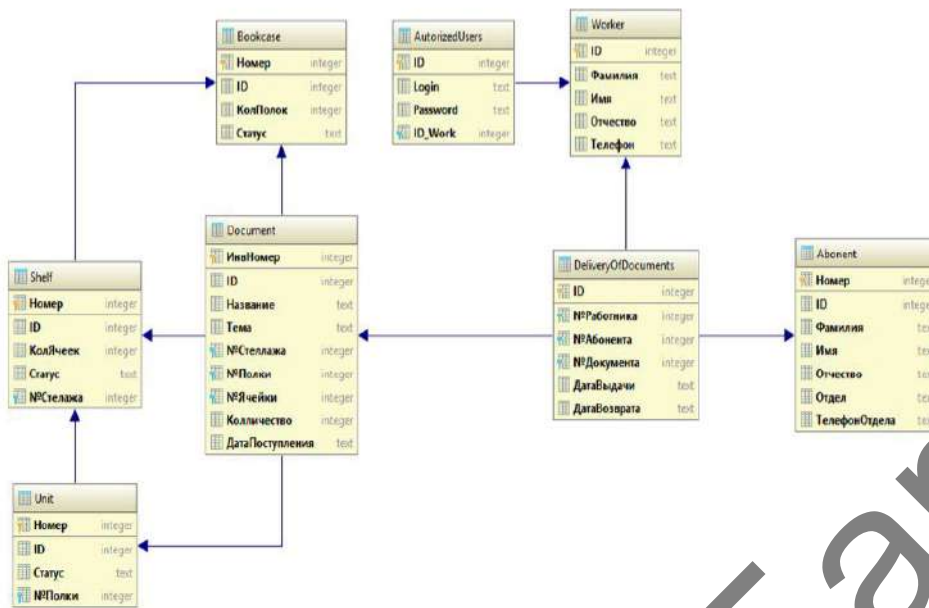 Bookcase
Номер integer
ID integer
КолПолок integer
Статус text
AutorizedUsers
ID integer
Login text
Password text
ID_Work integer
Worker
ID integer
Фамилия text
Имя text
Отчество text
Телефон text
Document
ИнвНомер integer
ID integer
Название text
Тема text
№Стеллажа integer
№Полки integer
№Ячейки integer
Колличество integer
ДатаПоступления text
DeliveryOfDocuments
ID integer
№Работника integer
№Абонента integer
№Документа integer
ДатаВыдачи text
ДатаВозврата text
Abonent
Номер
ID
Фамилия
Имя
Отчество
Отдел
ТелефонОтдела
Shelf
Номер integer
ID integer
КолЯчеек integer
Статус text
№Стелажа integer
Unit
Номер integer
ID integer
Статус text
№Полки integer